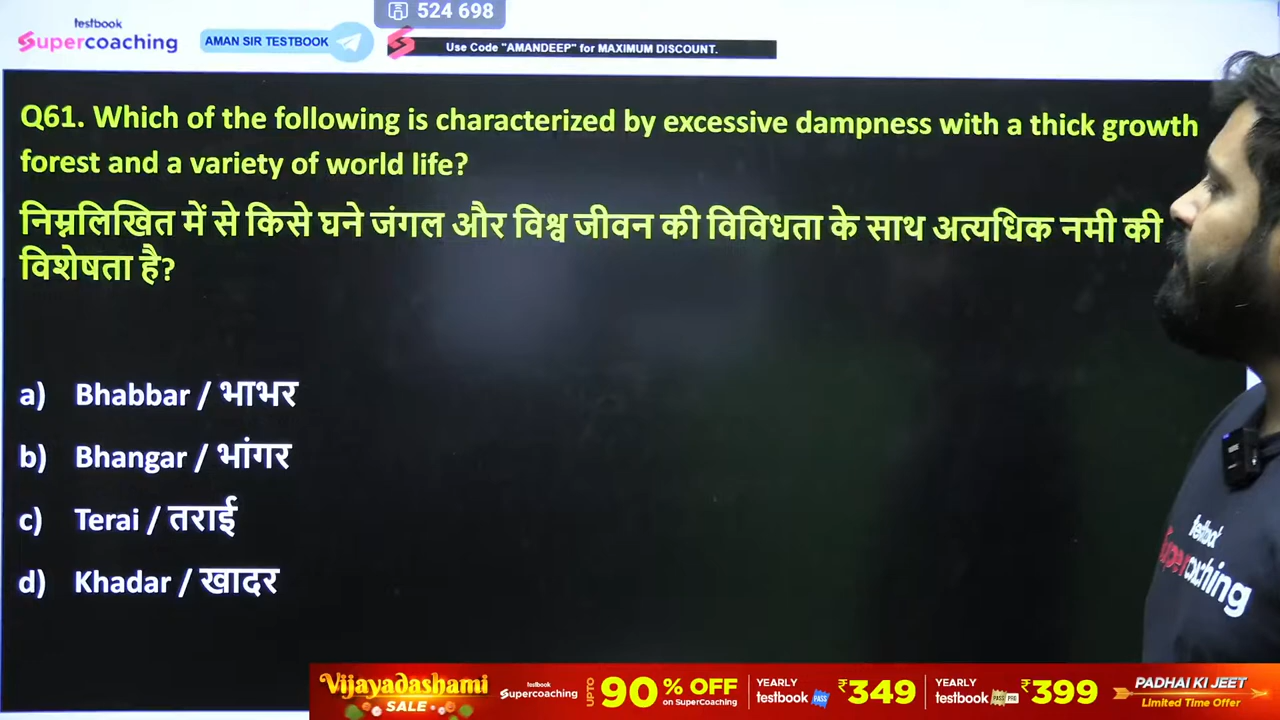 testbook
Supercoaching
AMAN SIR TESTBOOK
524 698
Use Code "AMANDEEP" for MAXIMUM DISCOUNT.
Q61. Which of the following is characterized by excessive dampness with a thick growth
forest and a variety of world life?
निम्नलिखित में से किसे घने जंगल और विश्व जीवन की विविधता के साथ अत्यधिक नमी की
विशेषता है?
a) Bhabbar / भाभर
b) Bhangar / भांगर
c) Terai / तराई
d) Khadar / खादर
testbook
Supercoaching
Vijayadashami
SALE
testbook
Supercoaching
UPTO
90% OFF
on SuperCoaching
YEARLY
testbook PASS
₹349
YEARLY
testbook PASS PRO
₹399
PADHAI KI JEET
Limited Time Offer